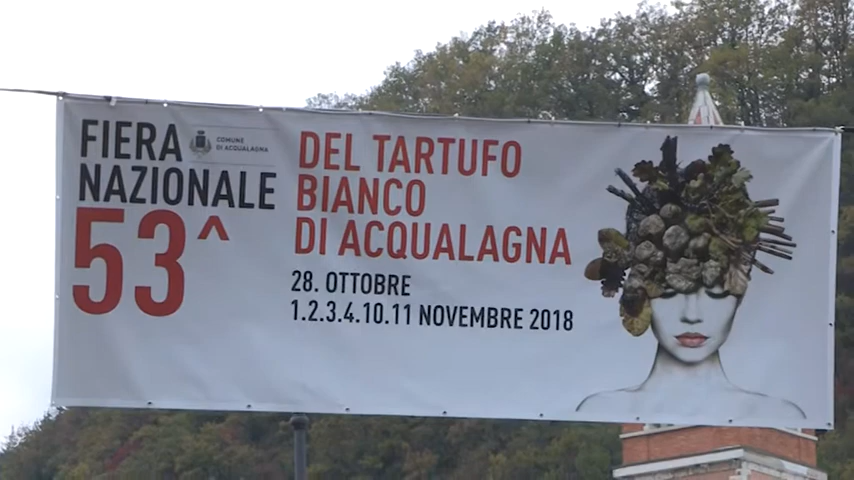 FIERA
NAZIONALE
53^
COMUNE
DI ACQUALAGNA
DEL TARTUFO
BIANCO
DI ACQUALAGNA
28. OTTOBRE
1.2.3.4.10.11 NOVEMBRE 2018